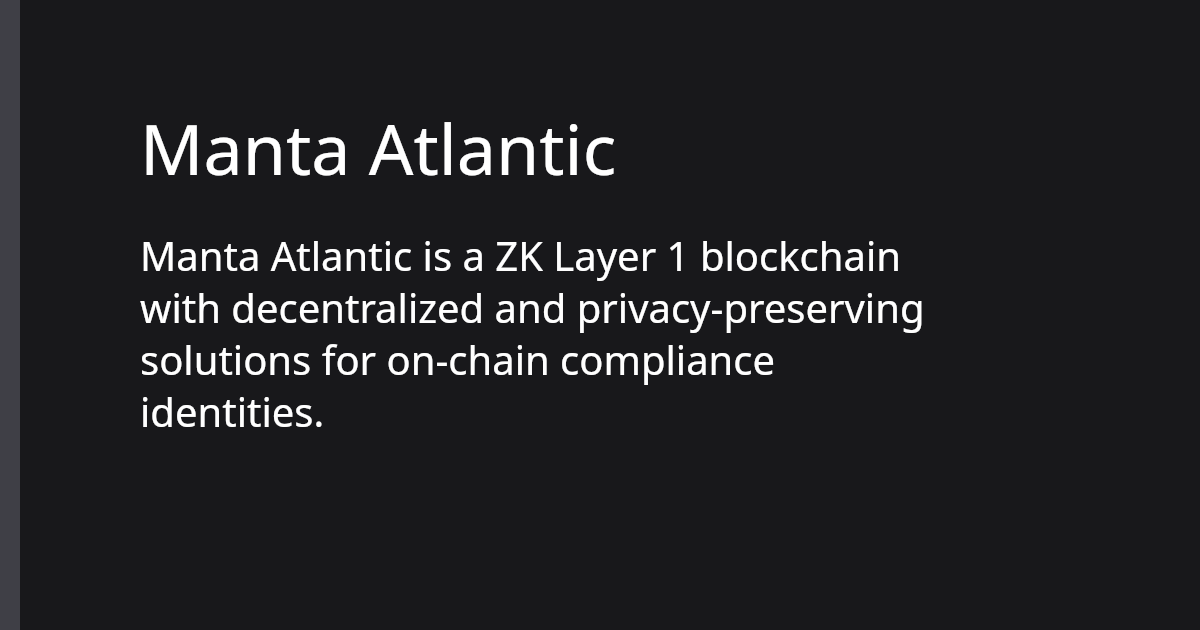 Manta Atlantic
Manta Atlantic is a ZK Layer 1 blockchain
with decentralized and privacy-preserving
solutions for on-chain compliance
identities.